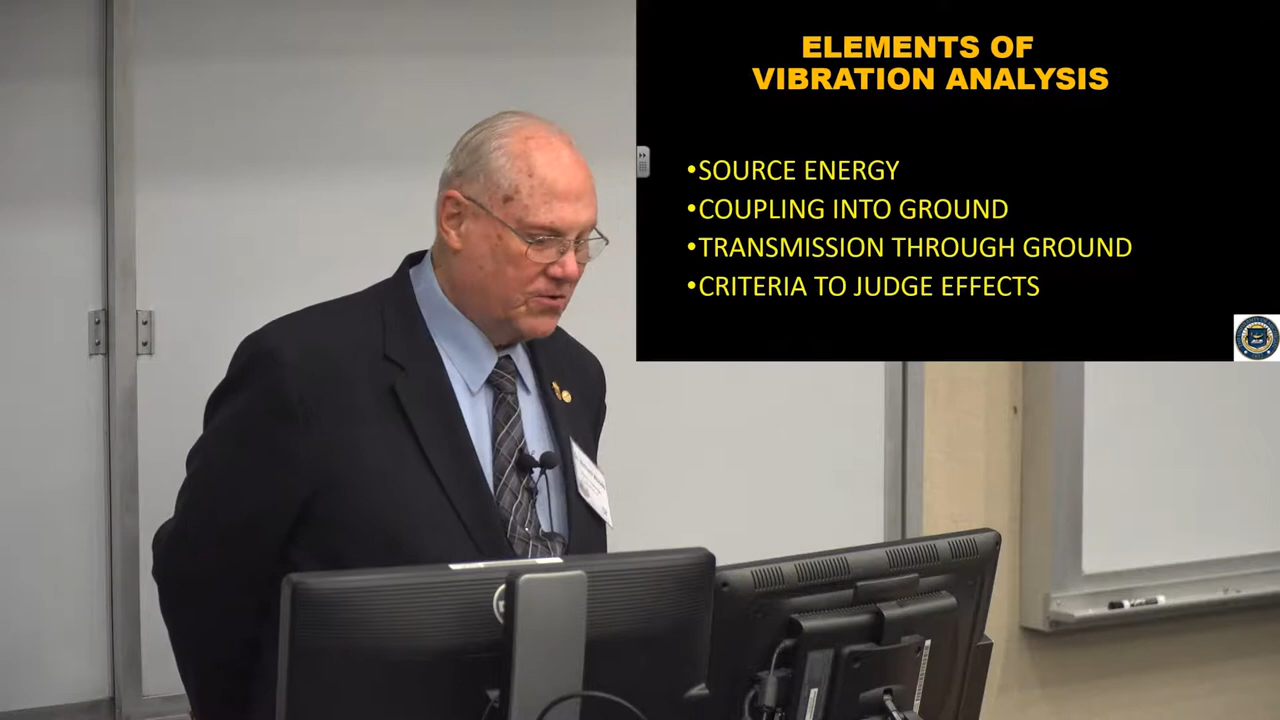 ELEMENTS OF
VIBRATION ANALYSIS
•SOURCE ENERGY
•COUPLING INTO GROUND
•TRANSMISSION THROUGH GROUND
•CRITERIA TO JUDGE EFFECTS